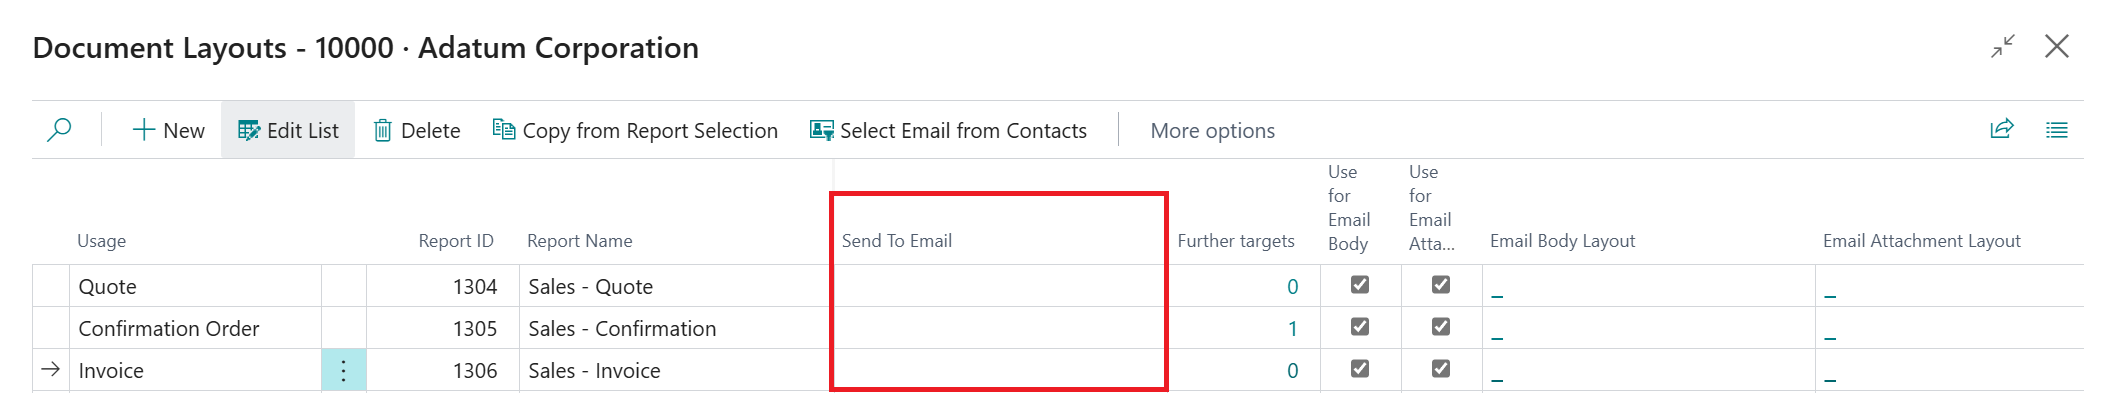 Document Layouts - 10000 · Adatum Corporation
New Edit List Delete Copy from Report Selection Select Email from Contacts More options
Usage Report ID Report Name Send To Email Further targets Use for Email Body Use for Email Atta... Email Body Layout Email Attachment Layout
Quote 1304 Sales - Quote 0 _ _
Confirmation Order 1305 Sales - Confirmation 1 _ _
Invoice 1306 Sales - Invoice 0 _ _